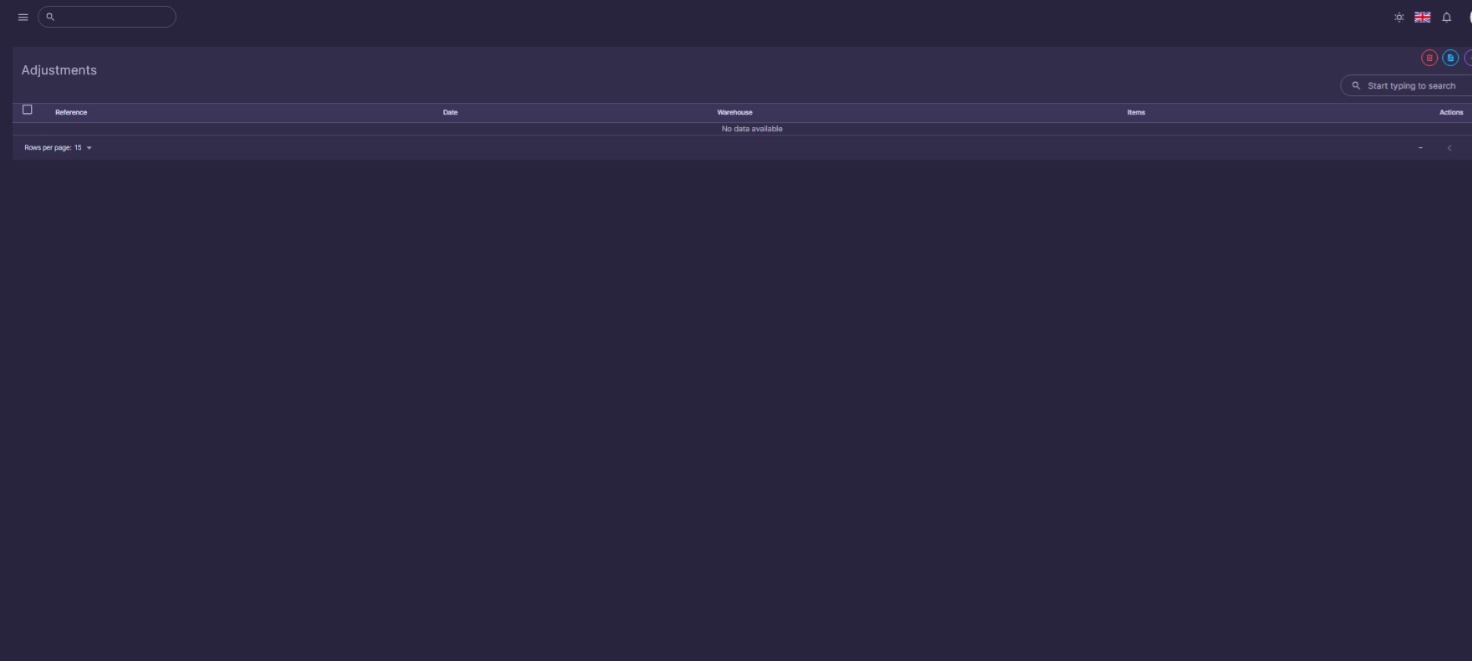 Adjustments
Start typing to search
Reference Date Warehouse Items Actions
No data available
Rows per page: 15 –